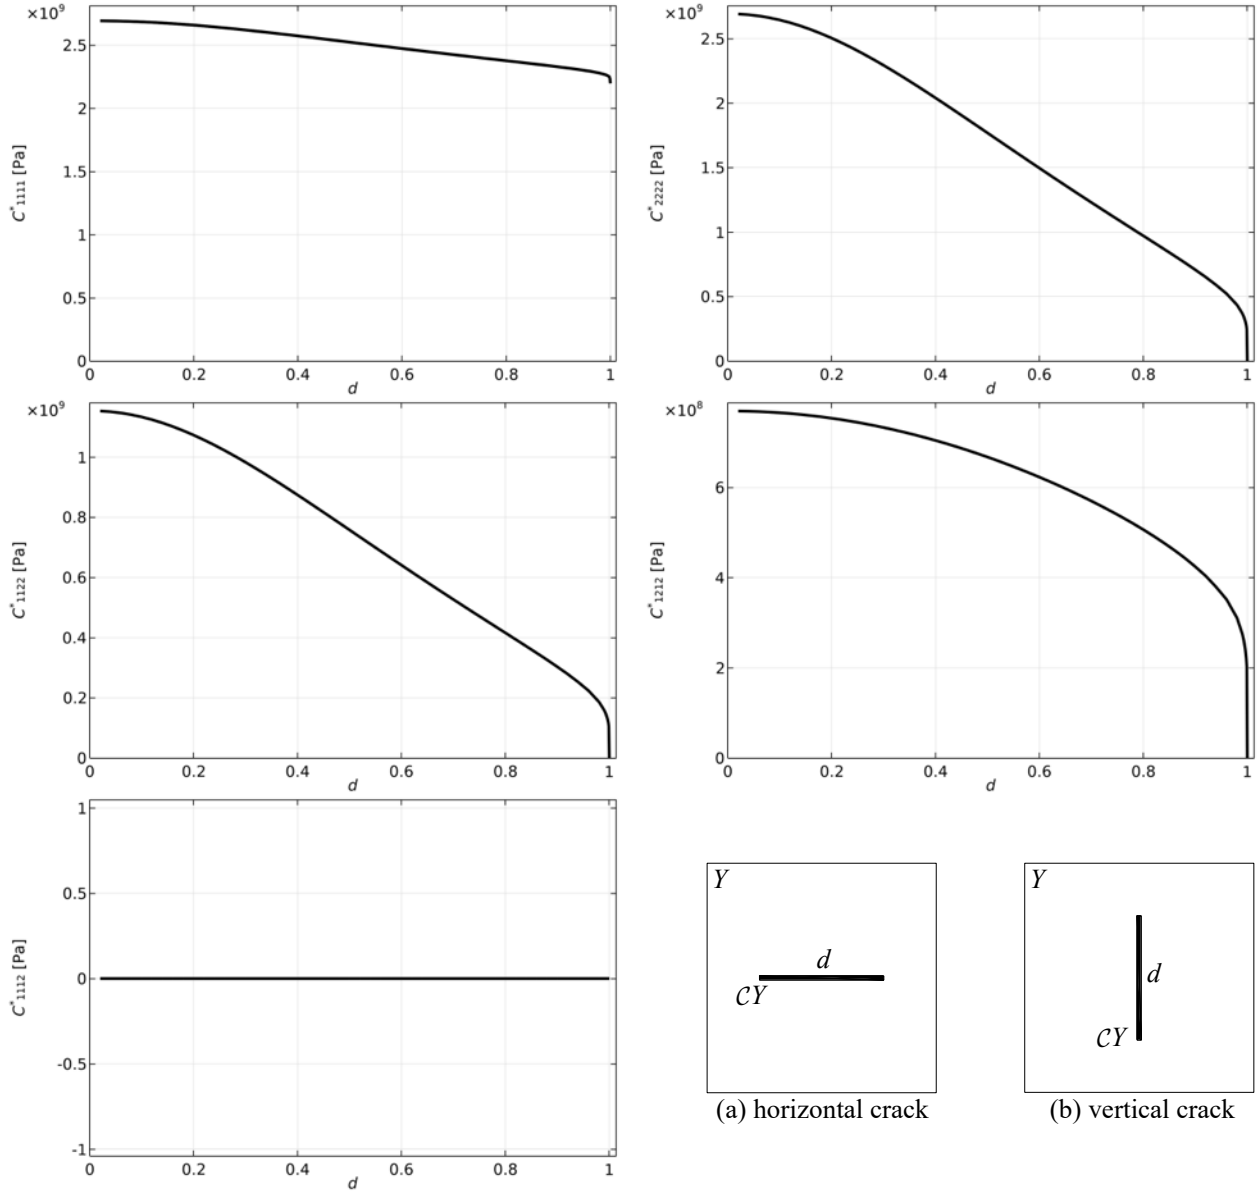 ×10⁹
2.5
2
1.5
1
0.5
0
C*₁₁₁₁ [Pa]
0 0.2 0.4 0.6 0.8 1
d
×10⁹
2.5
2
1.5
1
0.5
0
C*₂₂₂₂ [Pa]
0 0.2 0.4 0.6 0.8 1
d
×10⁹
1
0.8
0.6
0.4
0.2
0
C*₁₁₂₂ [Pa]
0 0.2 0.4 0.6 0.8 1
d
×10⁸
6
4
2
0
C*₁₂₁₂ [Pa]
0 0.2 0.4 0.6 0.8 1
d
1
0.5
0
-0.5
-1
C*₁₁₁₂ [Pa]
0 0.2 0.4 0.6 0.8 1
d
Y
d
𝒞Y
(a) horizontal crack
Y
d
𝒞Y
(b) vertical crack